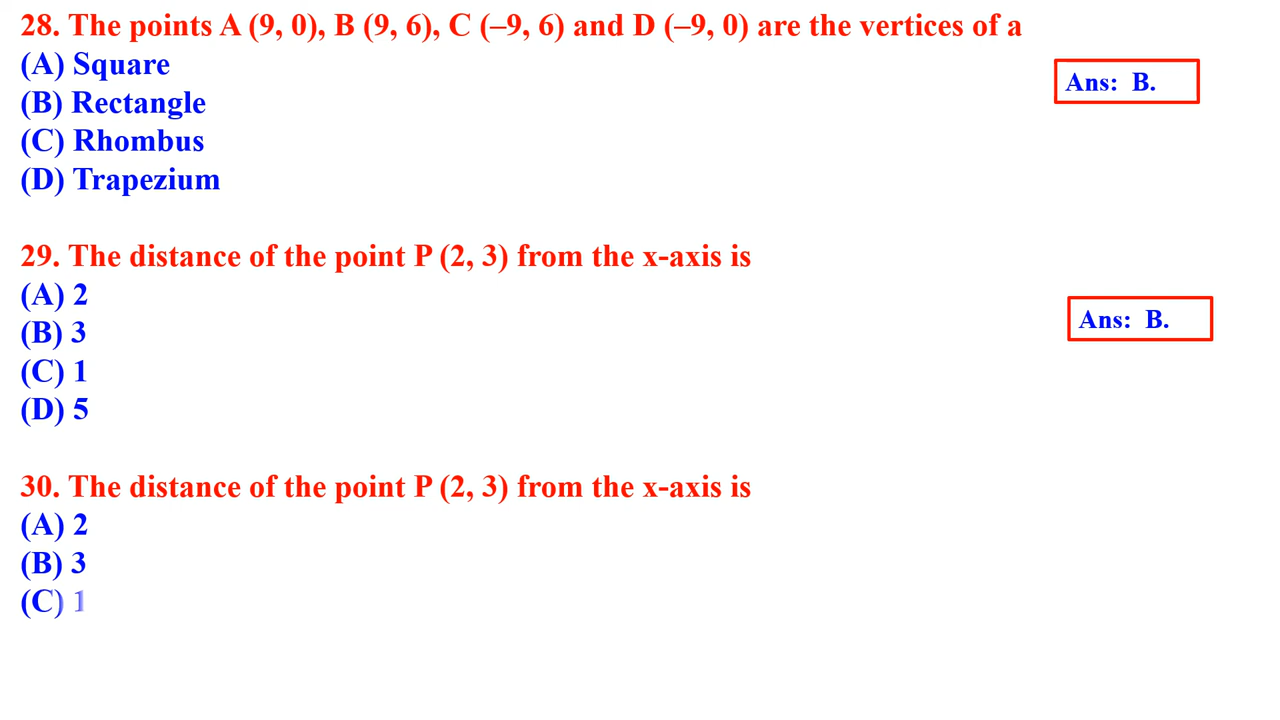 28. The points A (9, 0), B (9, 6), C (–9, 6) and D (–9, 0) are the vertices of a
(A) Square
Ans: B.
(B) Rectangle
(C) Rhombus
(D) Trapezium
29. The distance of the point P (2, 3) from the x-axis is
(A) 2
Ans: B.
(B) 3
(C) 1
(D) 5
30. The distance of the point P (2, 3) from the x-axis is
(A) 2
(B) 3
(C) 1